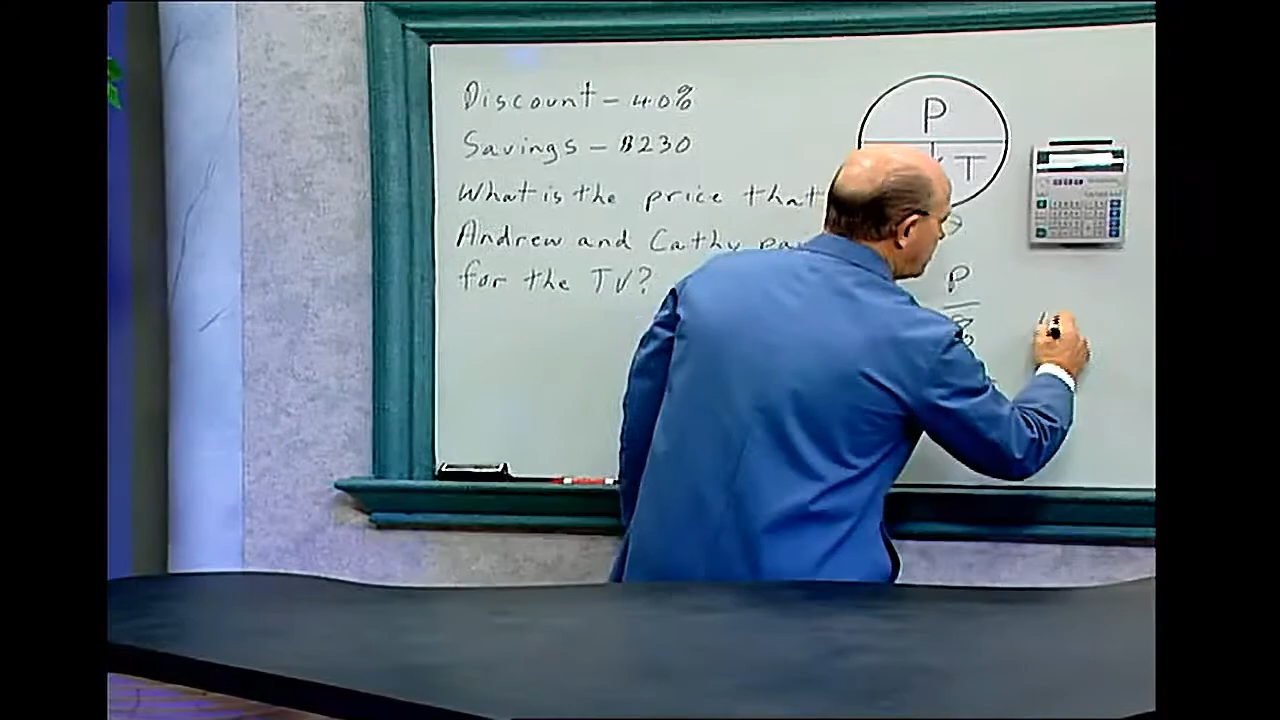 Discount - 40%
Savings - $230
What is the price that
Andrew and Cathy
for the TV?
P
T
P
%